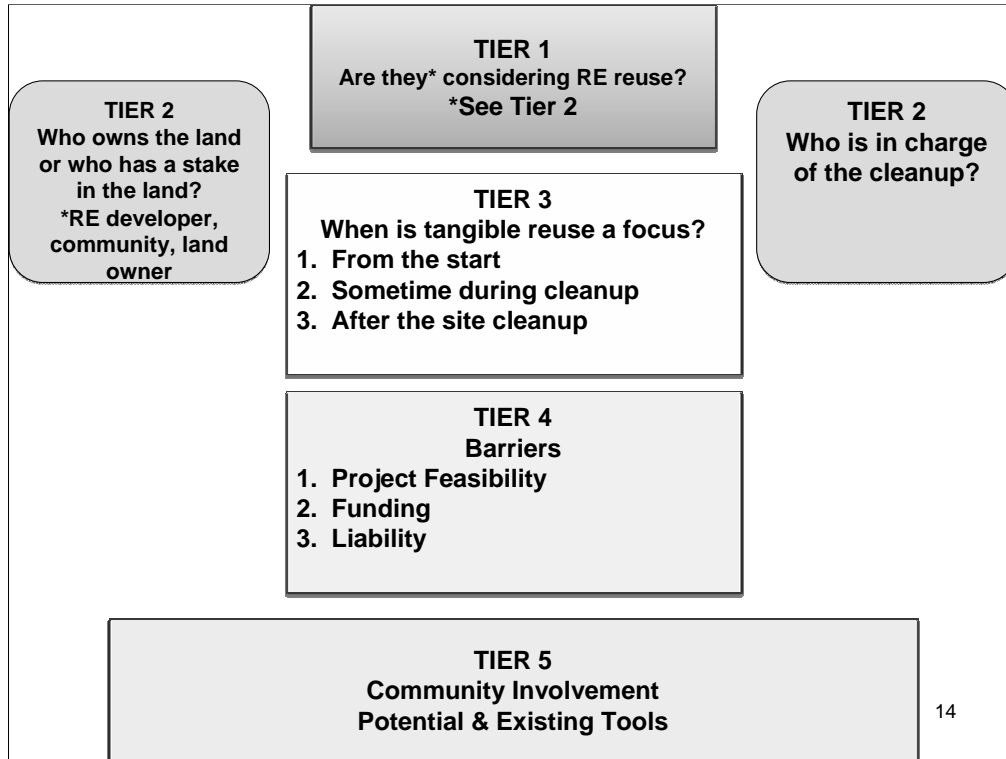 TIER 1
Are they* considering RE reuse?
*See Tier 2
TIER 2
Who owns the land
or who has a stake
in the land?
*RE developer,
community, land
owner
TIER 2
Who is in charge
of the cleanup?
TIER 3
When is tangible reuse a focus?
1. From the start
2. Sometime during cleanup
3. After the site cleanup
TIER 4
Barriers
1. Project Feasibility
2. Funding
3. Liability
TIER 5
Community Involvement
Potential & Existing Tools
14